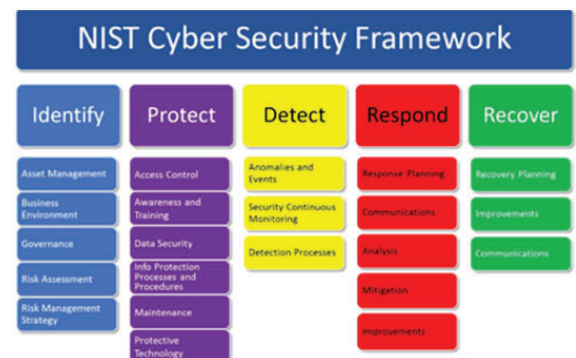 NIST Cyber Security Framework
Identify
Protect
Detect
Respond
Recover
Asset Management
Business
Environment
Governance
Risk Assessment
Risk Management
Strategy
Access Control
Awareness and
Training
Data Security
Info Protection
Processes and
Procedures
Maintenance
Protective
Technology
Anomalies and
Events
Security Continuous
Monitoring
Detection Processes
Response Planning
Communications
Analysis
Mitigation
Improvements
Recovery Planning
Improvements
Communications